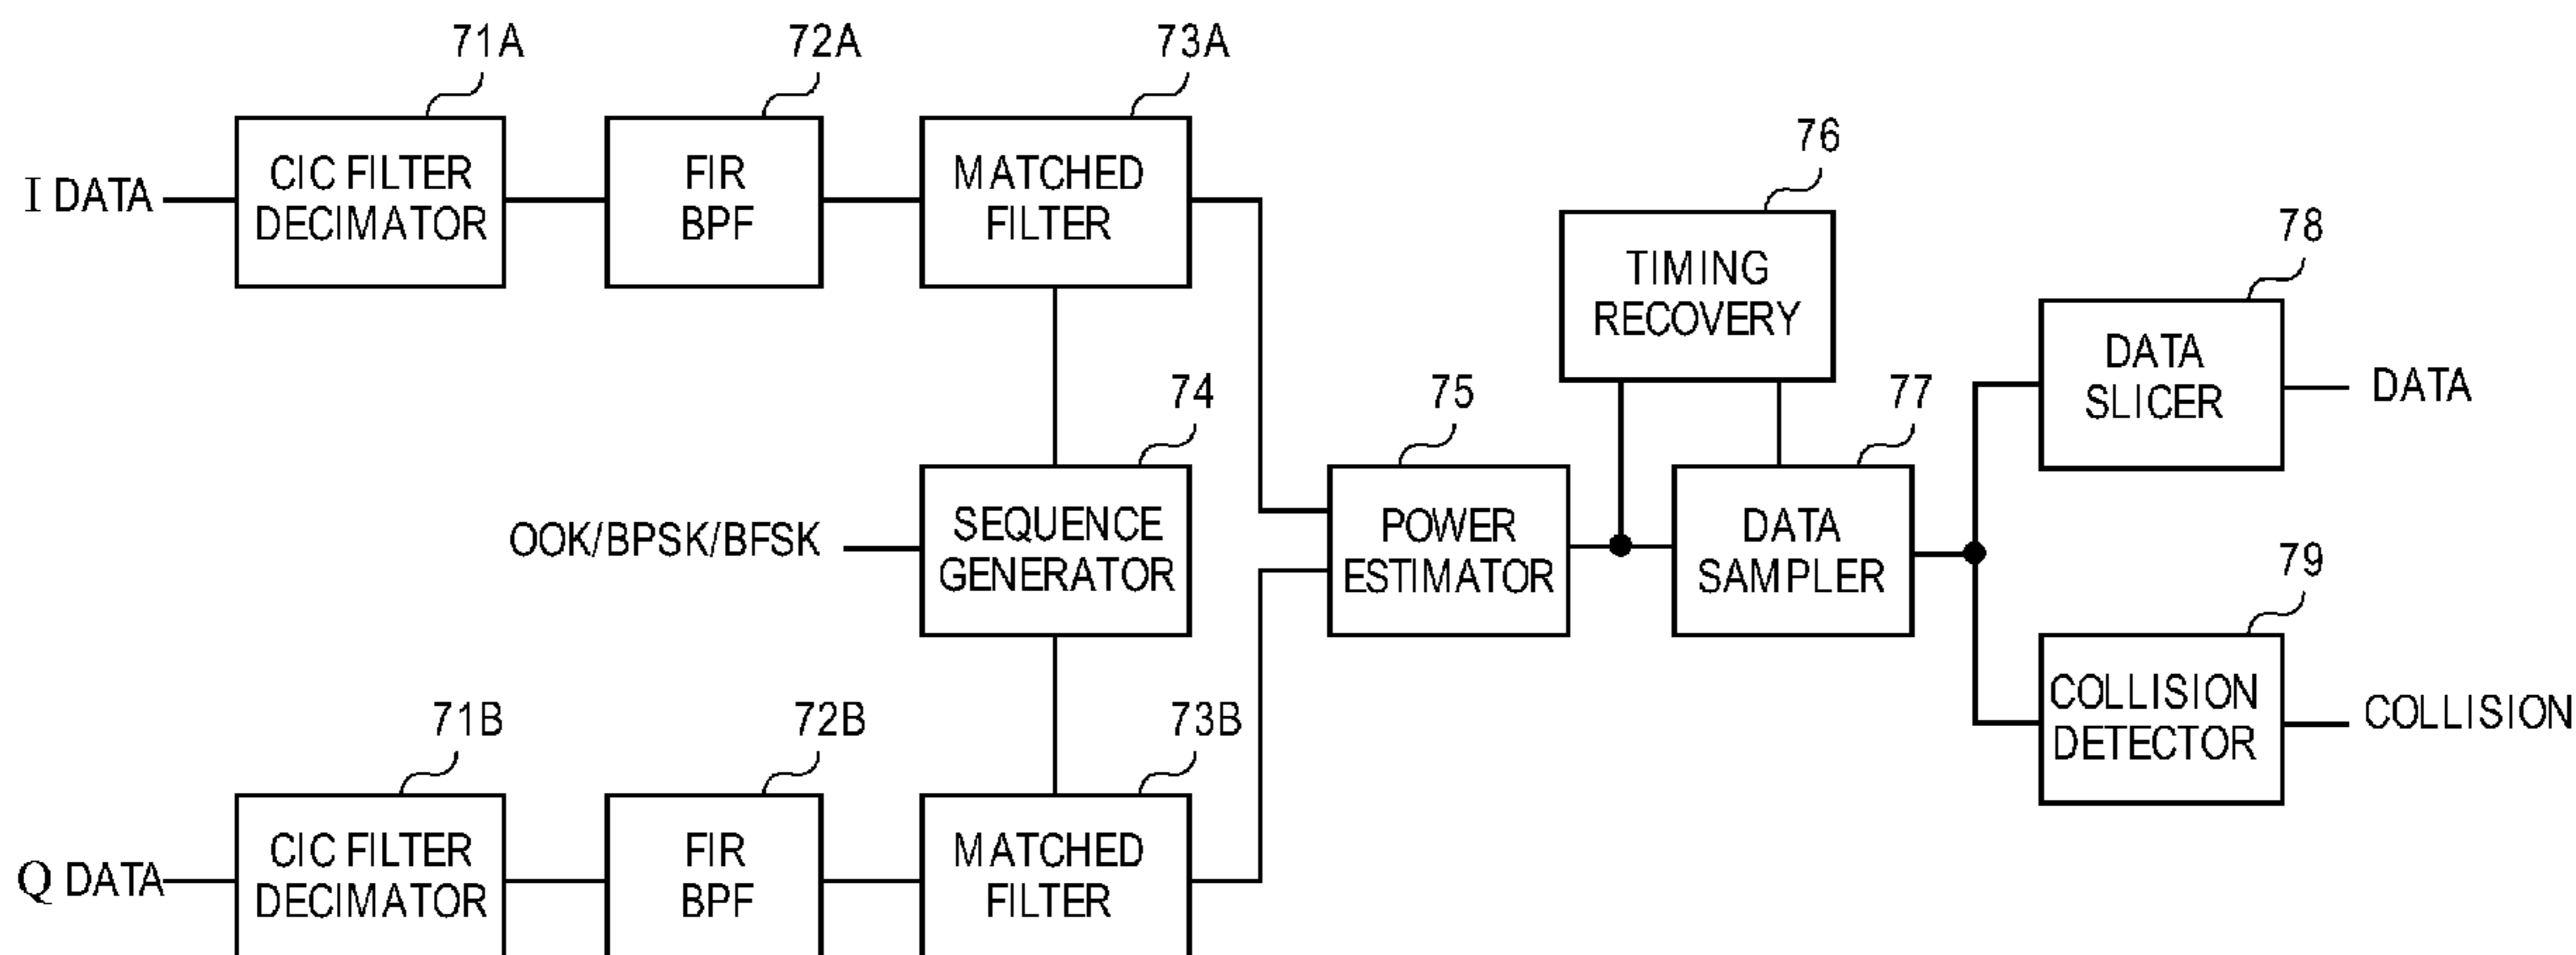 71A
72A
73A
I DATA
CIC FILTER
DECIMATOR
FIR
BPF
MATCHED
FILTER
76
TIMING
RECOVERY
78
DATA
SLICER
DATA
74
75
77
OOK/BPSK/BFSK
SEQUENCE
GENERATOR
POWER
ESTIMATOR
DATA
SAMPLER
79
COLLISION
DETECTOR
COLLISION
71B
72B
73B
Q DATA
CIC FILTER
DECIMATOR
FIR
BPF
MATCHED
FILTER